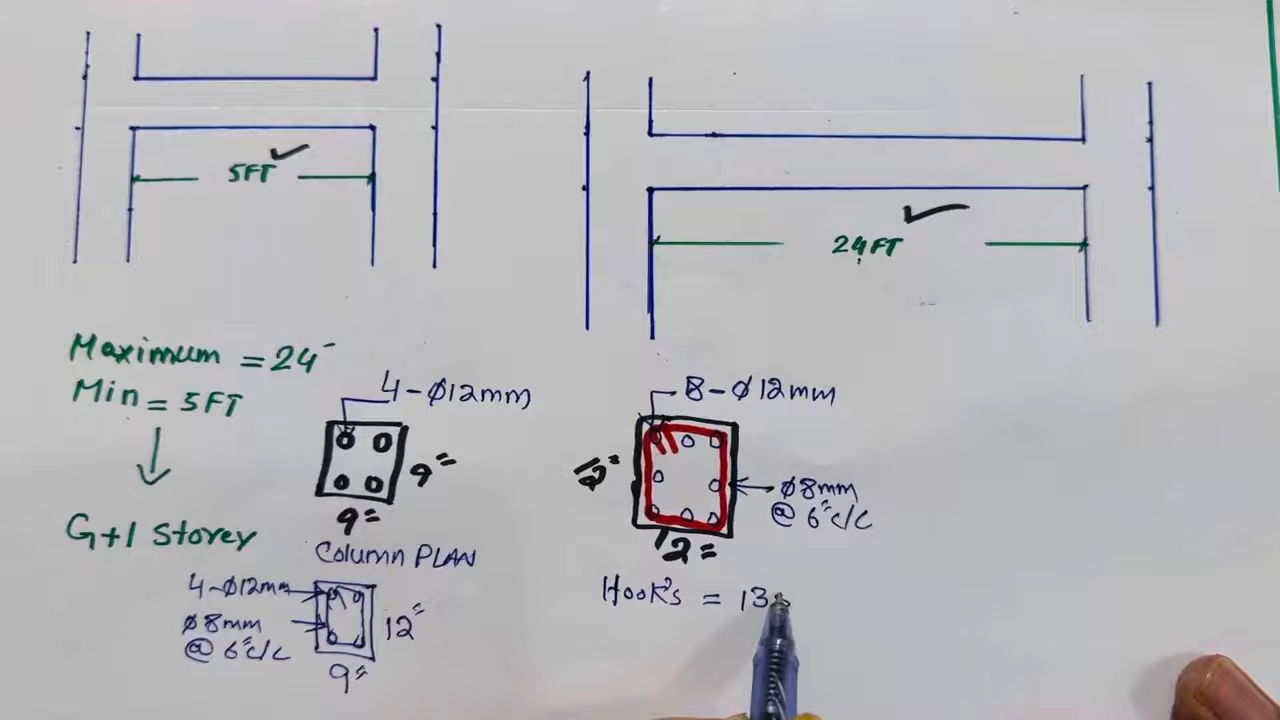 5FT
24FT
Maximum = 24'
Min = 5FT
G+1 Storey
4-Ø12mm
9"
9"
Column PLAN
4-Ø12mm
Ø8mm
@ 6" c/c
12"
9"
8-Ø12mm
12"
Ø8mm
@ 6" c/c
12"
Hook's = 13